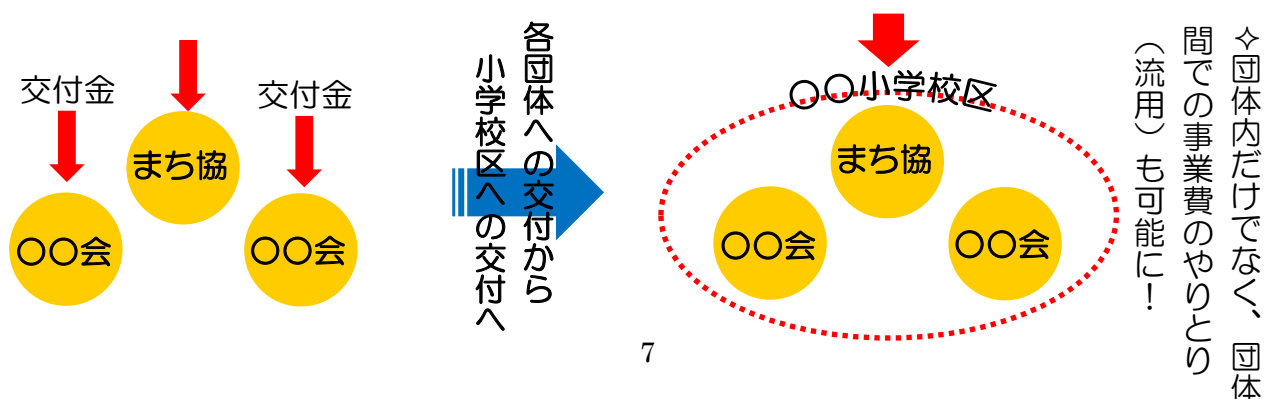 交付金
交付金
まち協
〇〇会
〇〇会
各団体への交付から
小学校区への交付へ
〇〇小学校区
まち協
〇〇会
〇〇会
✧団体内だけでなく、団体
間での事業費のやりとり
（流用）も可能に！
7